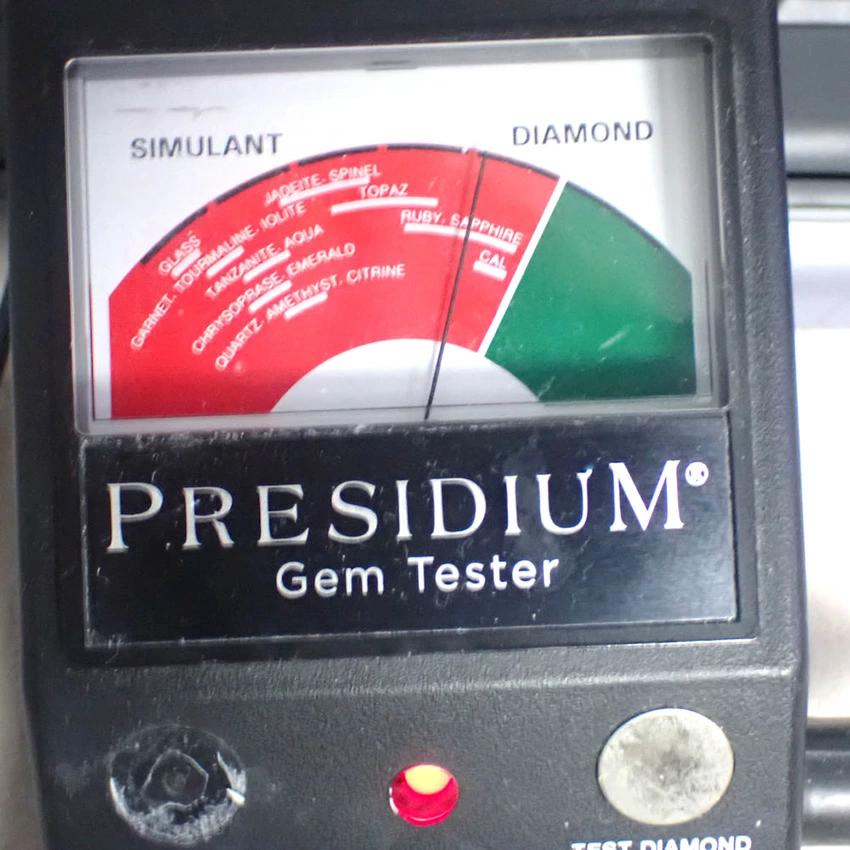 SIMULANT
DIAMOND
JADEITE. SPINEL
TOPAZ
RUBY. SAPPHIRE
CAL
GLASS
GARNET. TOURMALINE. IOLITE
TANZANITE. AQUA
CHRYSOPRASE. EMERALD
QUARTZ. AMETHYST. CITRINE
PRESIDIUM®
Gem Tester
TEST DIAMOND